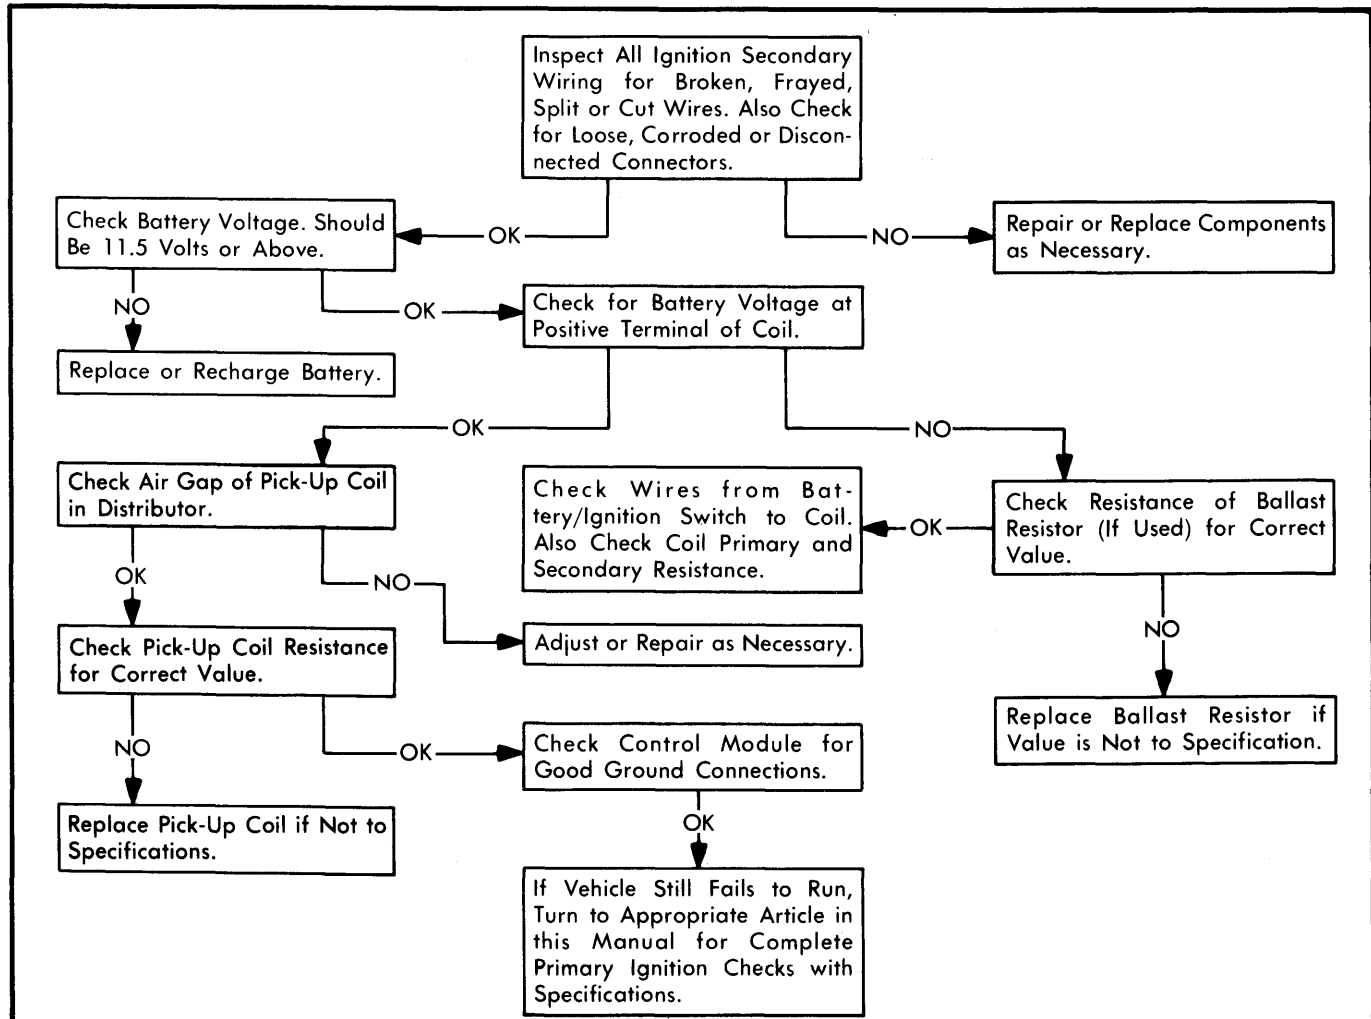 Inspect All Ignition Secondary
Wiring for Broken, Frayed,
Split or Cut Wires. Also Check
for Loose, Corroded or Discon-
nected Connectors.
Check Battery Voltage. Should
Be 11.5 Volts or Above.
OK
NO
Repair or Replace Components
as Necessary.
NO
OK
Check for Battery Voltage at
Positive Terminal of Coil.
Replace or Recharge Battery.
OK
NO
Check Air Gap of Pick-Up Coil
in Distributor.
Check Wires from Bat-
tery/Ignition Switch to Coil.
Also Check Coil Primary and
Secondary Resistance.
OK
Check Resistance of Ballast
Resistor (If Used) for Correct
Value.
OK
NO
NO
Check Pick-Up Coil Resistance
for Correct Value.
Adjust or Repair as Necessary.
NO
OK
Check Control Module for
Good Ground Connections.
Replace Ballast Resistor if
Value is Not to Specification.
Replace Pick-Up Coil if Not to
Specifications.
OK
If Vehicle Still Fails to Run,
Turn to Appropriate Article in
this Manual for Complete
Primary Ignition Checks with
Specifications.